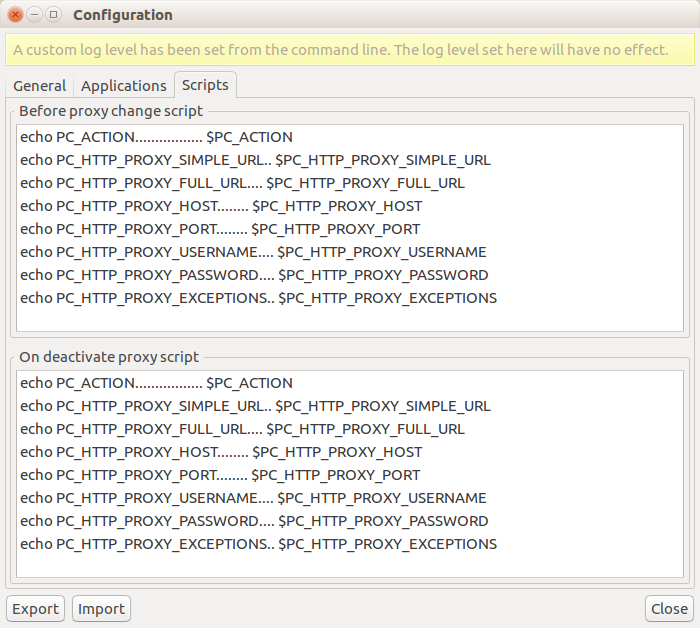 Configuration
A custom log level has been set from the command line. The log level set here will have no effect.
General Applications Scripts
Before proxy change script
echo PC_ACTION................. $PC_ACTION
echo PC_HTTP_PROXY_SIMPLE_URL.. $PC_HTTP_PROXY_SIMPLE_URL
echo PC_HTTP_PROXY_FULL_URL.... $PC_HTTP_PROXY_FULL_URL
echo PC_HTTP_PROXY_HOST........ $PC_HTTP_PROXY_HOST
echo PC_HTTP_PROXY_PORT........ $PC_HTTP_PROXY_PORT
echo PC_HTTP_PROXY_USERNAME.... $PC_HTTP_PROXY_USERNAME
echo PC_HTTP_PROXY_PASSWORD.... $PC_HTTP_PROXY_PASSWORD
echo PC_HTTP_PROXY_EXCEPTIONS.. $PC_HTTP_PROXY_EXCEPTIONS
On deactivate proxy script
echo PC_ACTION................. $PC_ACTION
echo PC_HTTP_PROXY_SIMPLE_URL.. $PC_HTTP_PROXY_SIMPLE_URL
echo PC_HTTP_PROXY_FULL_URL.... $PC_HTTP_PROXY_FULL_URL
echo PC_HTTP_PROXY_HOST........ $PC_HTTP_PROXY_HOST
echo PC_HTTP_PROXY_PORT........ $PC_HTTP_PROXY_PORT
echo PC_HTTP_PROXY_USERNAME.... $PC_HTTP_PROXY_USERNAME
echo PC_HTTP_PROXY_PASSWORD.... $PC_HTTP_PROXY_PASSWORD
echo PC_HTTP_PROXY_EXCEPTIONS.. $PC_HTTP_PROXY_EXCEPTIONS
Export Import Close